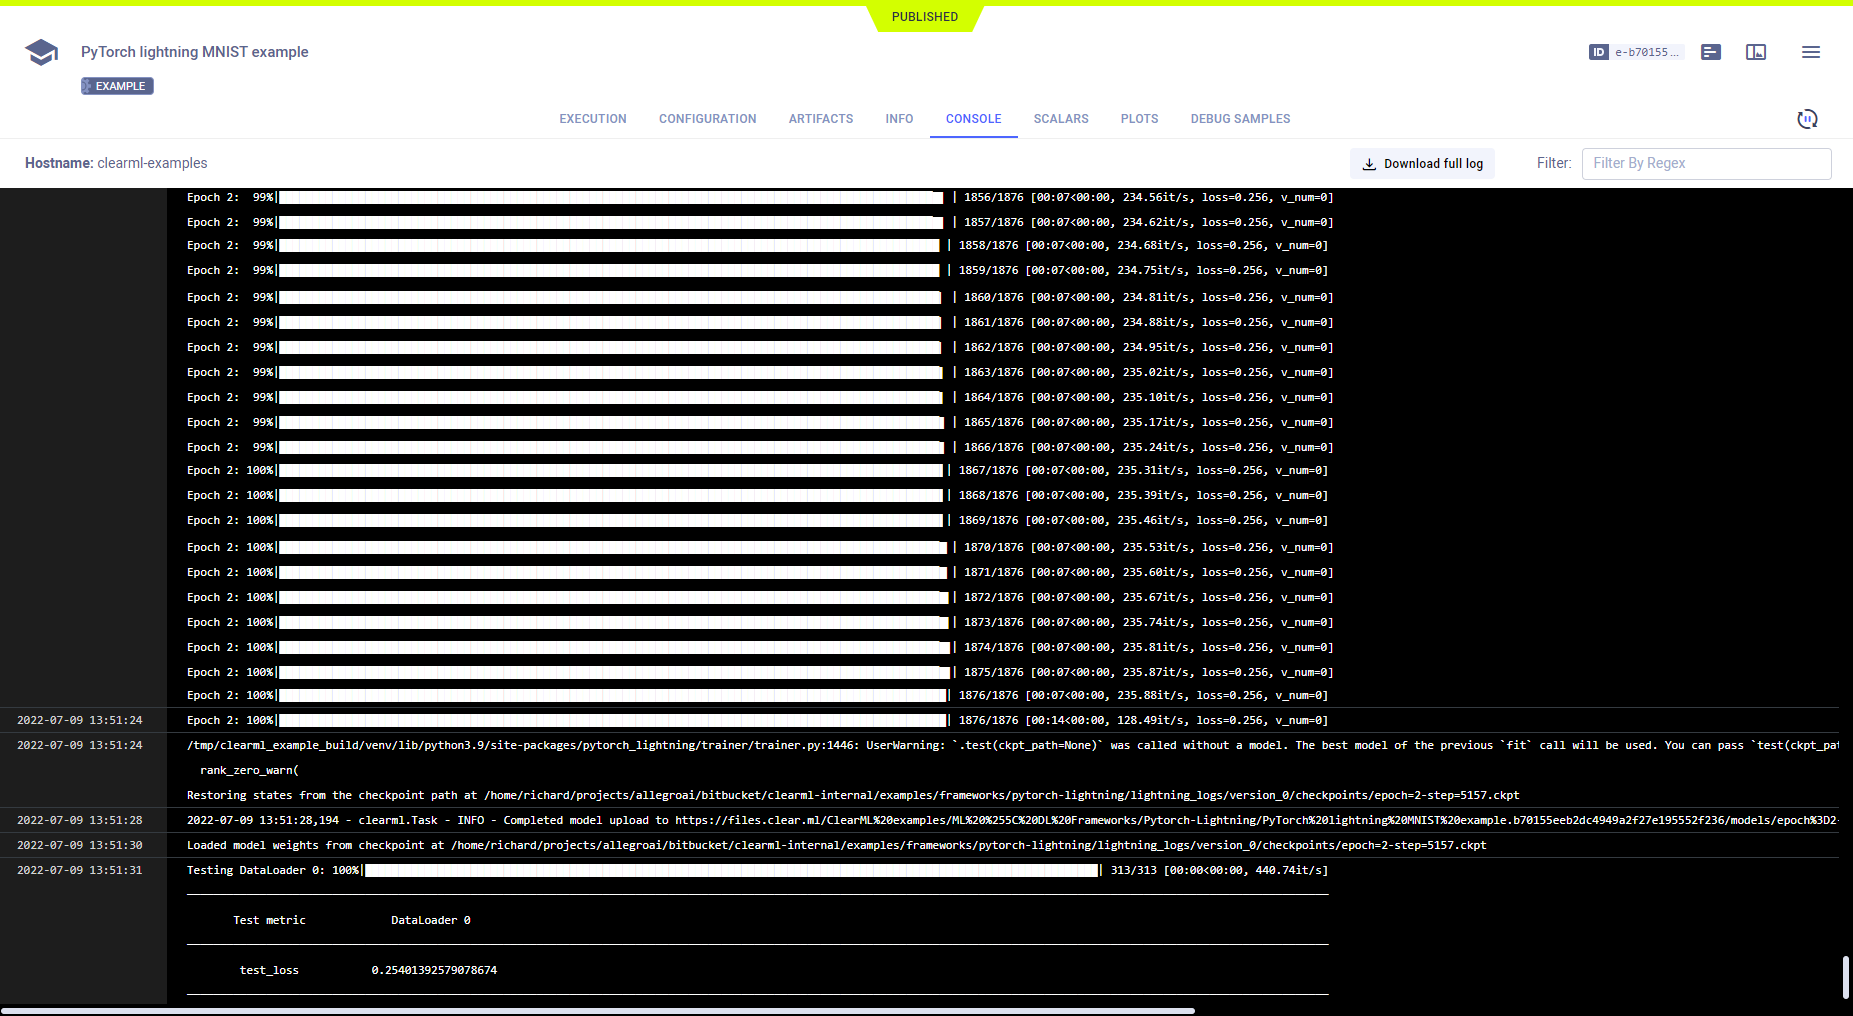 PUBLISHED
PyTorch lightning MNIST example
ID e-b70155...
EXAMPLE
EXECUTION CONFIGURATION ARTIFACTS INFO CONSOLE SCALARS PLOTS DEBUG SAMPLES
Hostname: clearml-examples
Download full log
Filter: Filter By Regex
Epoch 2: 99%| | 1856/1876 [00:07<00:00, 234.56it/s, loss=0.256, v_num=0]
Epoch 2: 99%| | 1857/1876 [00:07<00:00, 234.62it/s, loss=0.256, v_num=0]
Epoch 2: 99%| | 1858/1876 [00:07<00:00, 234.68it/s, loss=0.256, v_num=0]
Epoch 2: 99%| | 1859/1876 [00:07<00:00, 234.75it/s, loss=0.256, v_num=0]
Epoch 2: 99%| | 1860/1876 [00:07<00:00, 234.81it/s, loss=0.256, v_num=0]
Epoch 2: 99%| | 1861/1876 [00:07<00:00, 234.88it/s, loss=0.256, v_num=0]
Epoch 2: 99%| | 1862/1876 [00:07<00:00, 234.95it/s, loss=0.256, v_num=0]
Epoch 2: 99%| | 1863/1876 [00:07<00:00, 235.02it/s, loss=0.256, v_num=0]
Epoch 2: 99%| | 1864/1876 [00:07<00:00, 235.10it/s, loss=0.256, v_num=0]
Epoch 2: 99%| | 1865/1876 [00:07<00:00, 235.17it/s, loss=0.256, v_num=0]
Epoch 2: 99%| | 1866/1876 [00:07<00:00, 235.24it/s, loss=0.256, v_num=0]
Epoch 2: 100%| | 1867/1876 [00:07<00:00, 235.31it/s, loss=0.256, v_num=0]
Epoch 2: 100%| | 1868/1876 [00:07<00:00, 235.39it/s, loss=0.256, v_num=0]
Epoch 2: 100%| | 1869/1876 [00:07<00:00, 235.46it/s, loss=0.256, v_num=0]
Epoch 2: 100%| | 1870/1876 [00:07<00:00, 235.53it/s, loss=0.256, v_num=0]
Epoch 2: 100%| | 1871/1876 [00:07<00:00, 235.60it/s, loss=0.256, v_num=0]
Epoch 2: 100%| | 1872/1876 [00:07<00:00, 235.67it/s, loss=0.256, v_num=0]
Epoch 2: 100%| | 1873/1876 [00:07<00:00, 235.74it/s, loss=0.256, v_num=0]
Epoch 2: 100%| | 1874/1876 [00:07<00:00, 235.81it/s, loss=0.256, v_num=0]
Epoch 2: 100%| | 1875/1876 [00:07<00:00, 235.87it/s, loss=0.256, v_num=0]
Epoch 2: 100%| | 1876/1876 [00:07<00:00, 235.88it/s, loss=0.256, v_num=0]
2022-07-09 13:51:24 Epoch 2: 100%| | 1876/1876 [00:14<00:00, 128.49it/s, loss=0.256, v_num=0]
2022-07-09 13:51:24 /tmp/clearml_example_build/venv/lib/python3.9/site-packages/pytorch_lightning/trainer/trainer.py:1446: UserWarning: `.test(ckpt_path=None)` was called without a model. The best model of the previous `fit` call will be used. You can pass `test(ckpt_pat
rank_zero_warn(
Restoring states from the checkpoint path at /home/richard/projects/allegroai/bitbucket/clearml-internal/examples/frameworks/pytorch-lightning/lightning_logs/version_0/checkpoints/epoch=2-step=5157.ckpt
2022-07-09 13:51:28 2022-07-09 13:51:28,194 - clearml.Task - INFO - Completed model upload to https://files.clear.ml/ClearML%20examples/ML%20%255C%20DL%20Frameworks/Pytorch-Lightning/PyTorch%20lightning%20MNIST%20example.b70155eeb2dc4949a2f27e195552f236/models/epoch%3D2-
2022-07-09 13:51:30 Loaded model weights from checkpoint at /home/richard/projects/allegroai/bitbucket/clearml-internal/examples/frameworks/pytorch-lightning/lightning_logs/version_0/checkpoints/epoch=2-step=5157.ckpt
2022-07-09 13:51:31 Testing DataLoader 0: 100%| | 313/313 [00:00<00:00, 440.74it/s]
Test metric DataLoader 0
test_loss 0.25401392579078674